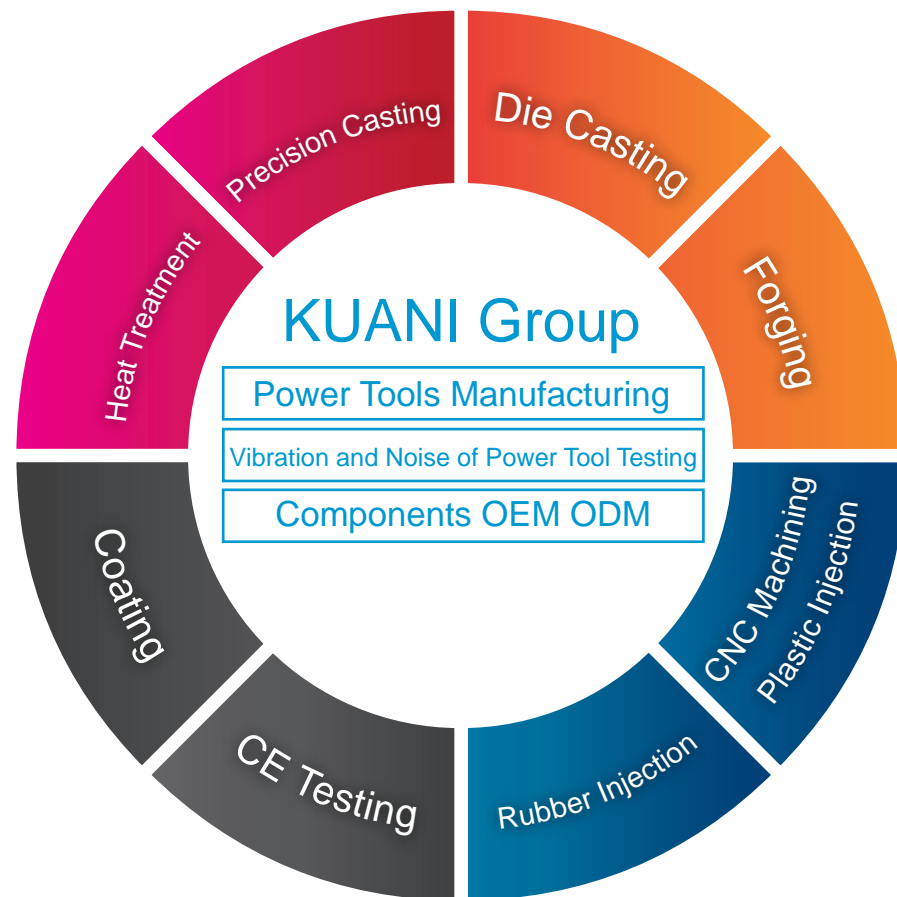 Die Casting
Forging
CNC Machining
Plastic Injection
Rubber Injection
CE Testing
Coating
Heat Treatment
Precision Casting
KUANI Group
Power Tools Manufacturing
Vibration and Noise of Power Tool Testing
Components OEM ODM